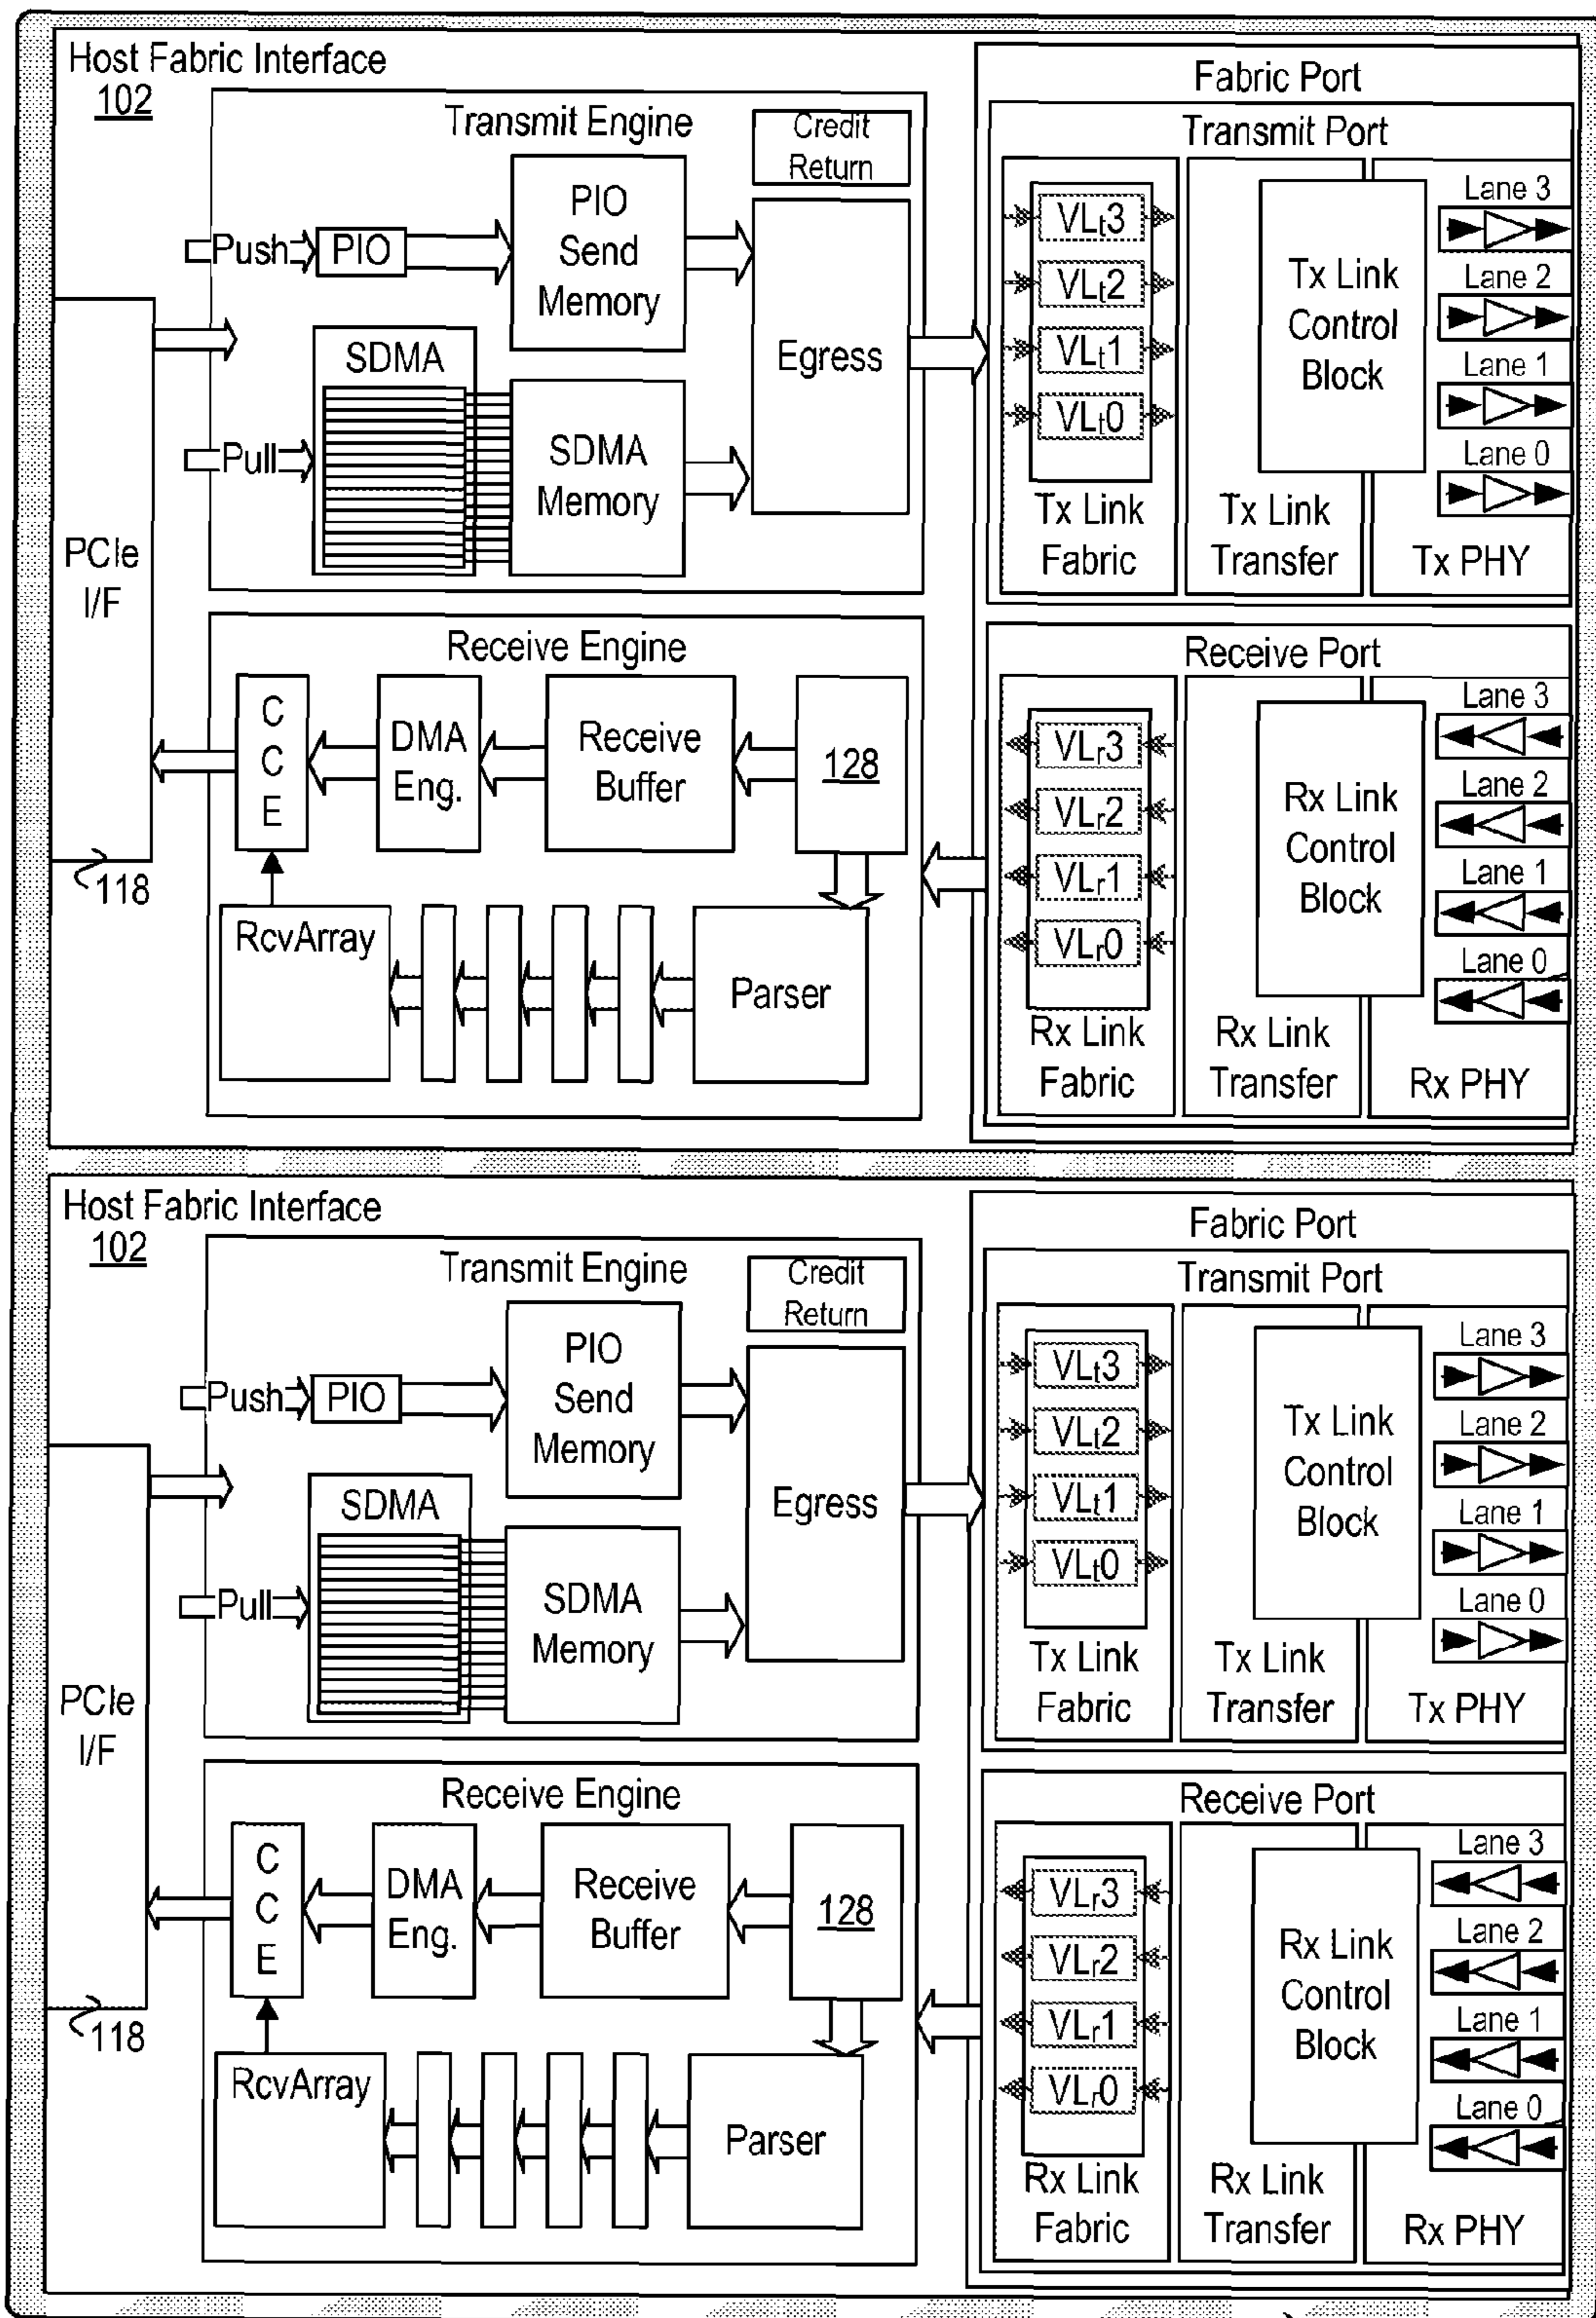 Host Fabric Interface
102
Transmit Engine
Credit
Return
Push
PIO
PIO
Send
Memory
SDMA
Pull
SDMA
Memory
Egress
PCIe
I/F
118
Receive Engine
C
C
E
DMA
Eng.
Receive
Buffer
128
RcvArray
Parser
Fabric Port
Transmit Port
VLt3
VLt2
VLt1
VLt0
Tx Link
Fabric
Tx Link
Control
Block
Tx Link
Transfer
Lane 3
Lane 2
Lane 1
Lane 0
Tx PHY
Receive Port
VLr3
VLr2
VLr1
VLr0
Rx Link
Fabric
Rx Link
Control
Block
Rx Link
Transfer
Lane 3
Lane 2
Lane 1
Lane 0
Rx PHY
Host Fabric Interface
102
Transmit Engine
Credit
Return
Push
PIO
PIO
Send
Memory
SDMA
Pull
SDMA
Memory
Egress
PCIe
I/F
118
Receive Engine
C
C
E
DMA
Eng.
Receive
Buffer
128
RcvArray
Parser
Fabric Port
Transmit Port
VLt3
VLt2
VLt1
VLt0
Tx Link
Fabric
Tx Link
Control
Block
Tx Link
Transfer
Lane 3
Lane 2
Lane 1
Lane 0
Tx PHY
Receive Port
VLr3
VLr2
VLr1
VLr0
Rx Link
Fabric
Rx Link
Control
Block
Rx Link
Transfer
Lane 3
Lane 2
Lane 1
Lane 0
Rx PHY